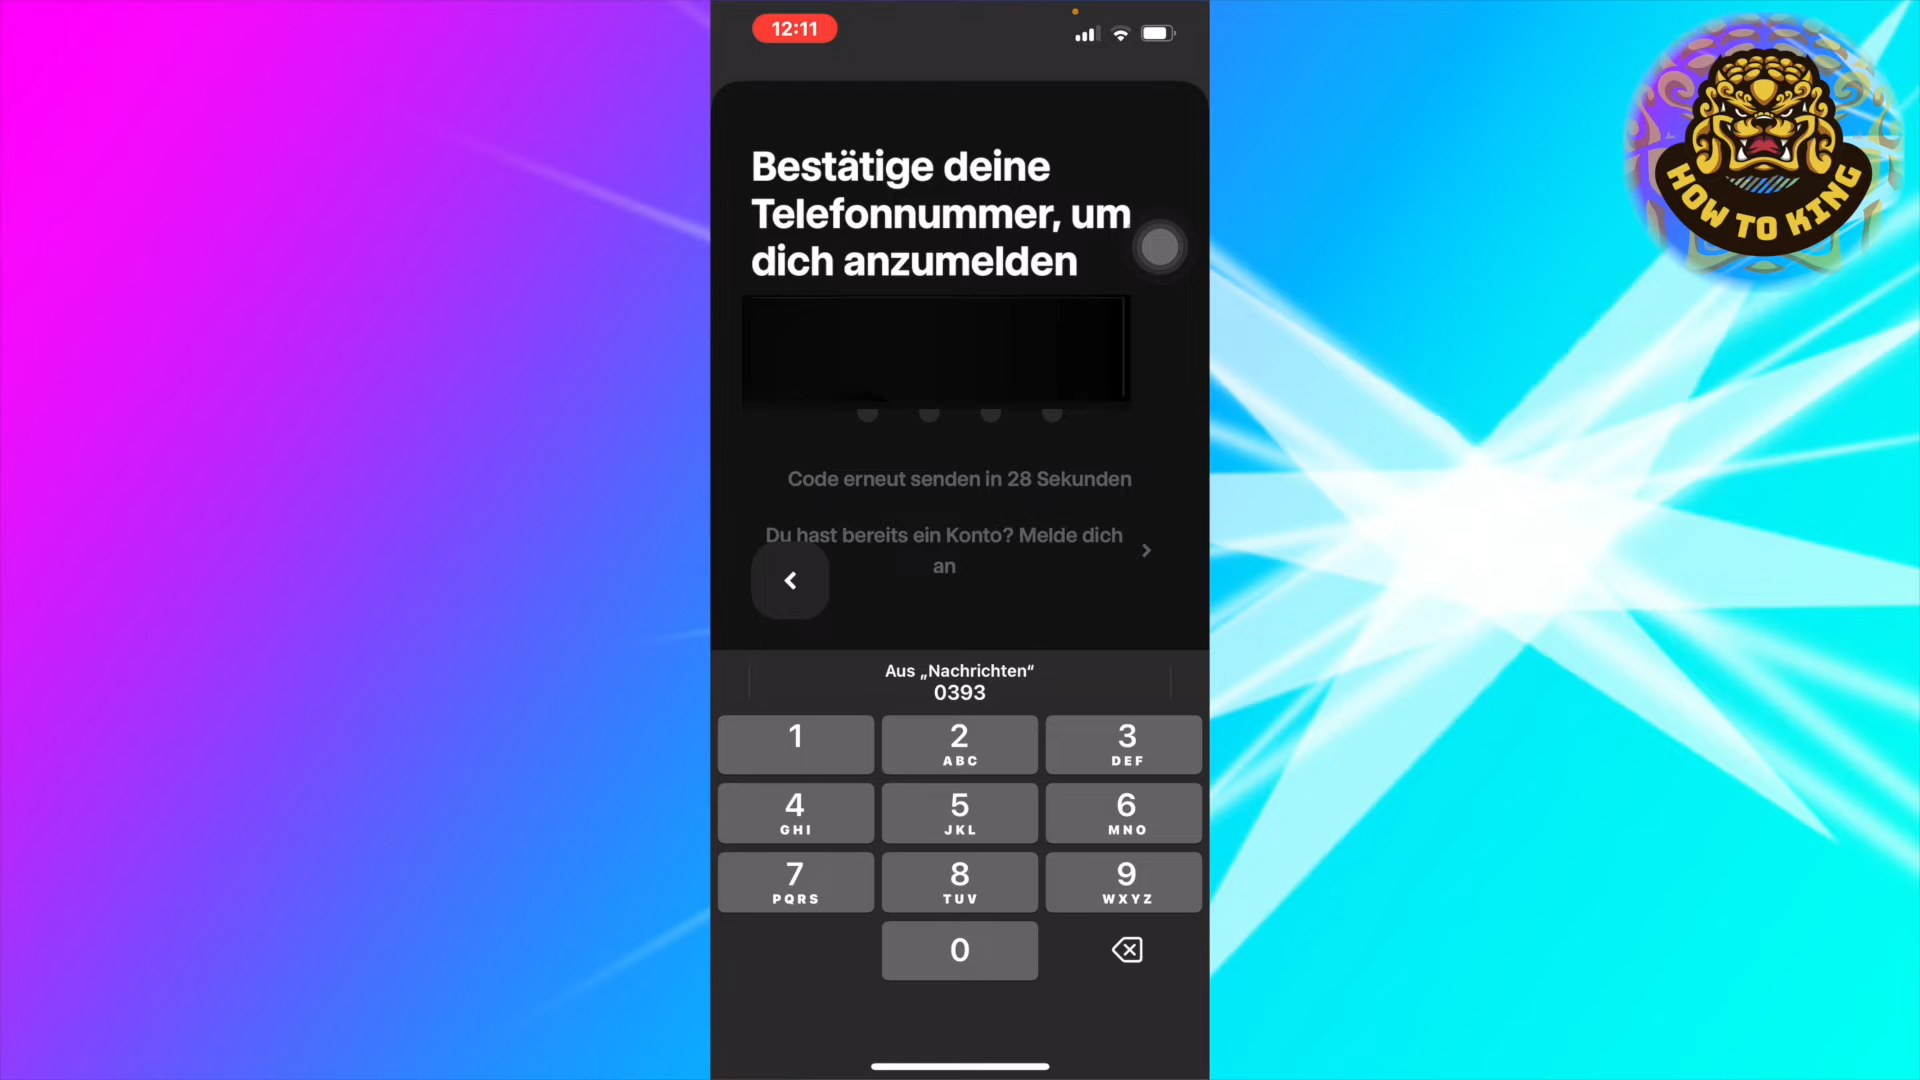 12:11
HOW TO KING
Bestätige deine
Telefonnummer, um
dich anzumelden
Code erneut senden in 28 Sekunden
Du hast bereits ein Konto? Melde dich
an
Aus „Nachrichten“
0393
1
2
ABC
3
DEF
4
GHI
5
JKL
6
MNO
7
PQRS
8
TUV
9
WXYZ
0